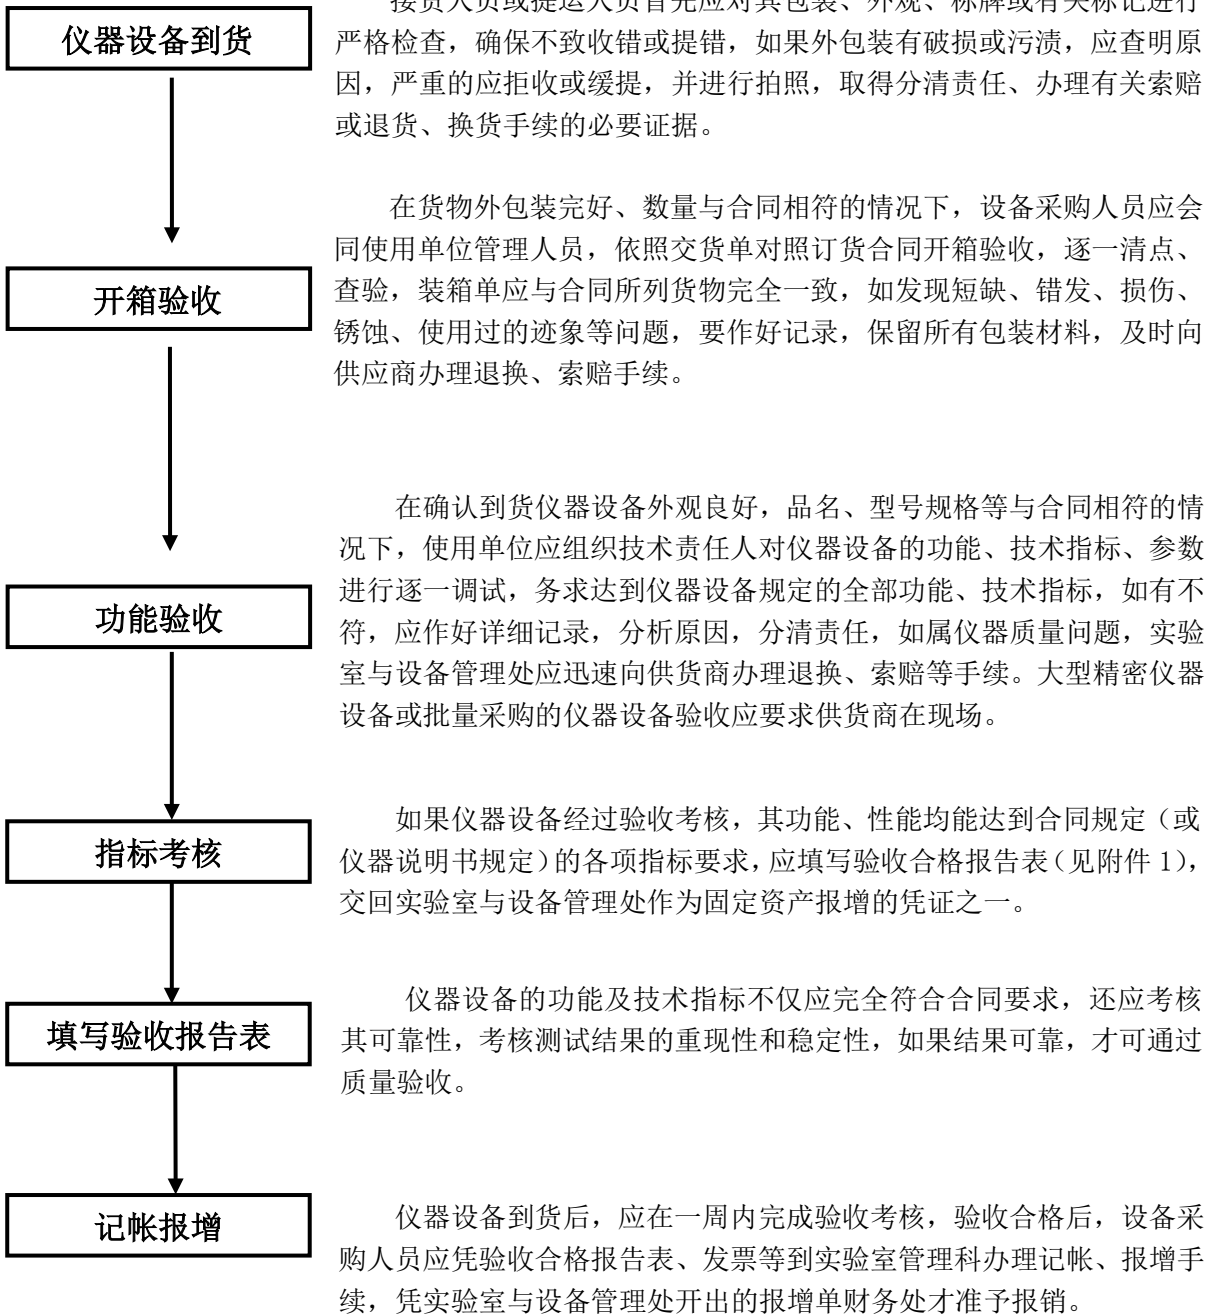 仪器设备到货
接货人员或提运人员首先应对其包装、外观、标牌或有关标记进行
严格检查，确保不致收错或提错，如果外包装有破损或污渍，应查明原
因，严重的应拒收或缓提，并进行拍照，取得分清责任、办理有关索赔
或退货、换货手续的必要证据。
开箱验收
在货物外包装完好、数量与合同相符的情况下，设备采购人员应会
同使用单位管理人员，依照交货单对照订货合同开箱验收，逐一清点、
查验，装箱单应与合同所列货物完全一致，如发现短缺、错发、损伤、
锈蚀、使用过的迹象等问题，要作好记录，保留所有包装材料，及时向
供应商办理退换、索赔手续。
功能验收
在确认到货仪器设备外观良好，品名、型号规格等与合同相符的情
况下，使用单位应组织技术责任人对仪器设备的功能、技术指标、参数
进行逐一调试，务求达到仪器设备规定的全部功能、技术指标，如有不
符，应作好详细记录，分析原因，分清责任，如属仪器质量问题，实验
室与设备管理处应迅速向供货商办理退换、索赔等手续。大型精密仪器
设备或批量采购的仪器设备验收应要求供货商在现场。
指标考核
如果仪器设备经过验收考核，其功能、性能均能达到合同规定（或
仪器说明书规定）的各项指标要求，应填写验收合格报告表（见附件 1），
交回实验室与设备管理处作为固定资产报增的凭证之一。
填写验收报告表
仪器设备的功能及技术指标不仅应完全符合合同要求，还应考核
其可靠性，考核测试结果的重现性和稳定性，如果结果可靠，才可通过
质量验收。
记帐报增
仪器设备到货后，应在一周内完成验收考核，验收合格后，设备采
购人员应凭验收合格报告表、发票等到实验室管理科办理记帐、报增手
续，凭实验室与设备管理处开出的报增单财务处才准予报销。